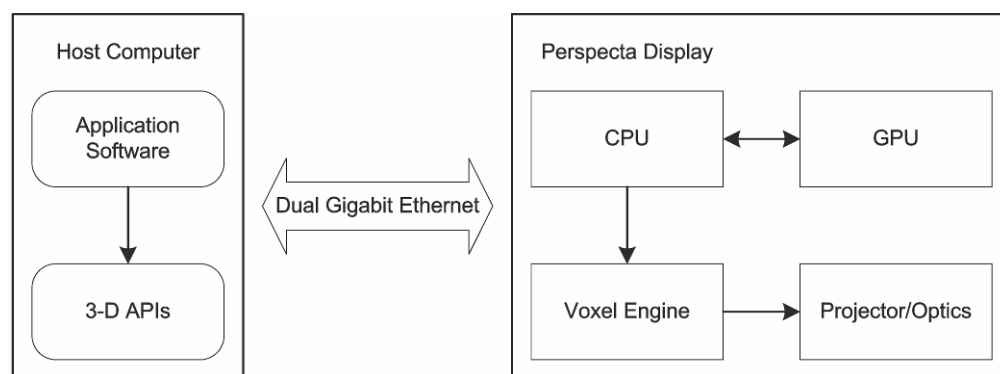 Host Computer
Application
Software
3-D APIs
Dual Gigabit Ethernet
Perspecta Display
CPU
GPU
Voxel Engine
Projector/Optics